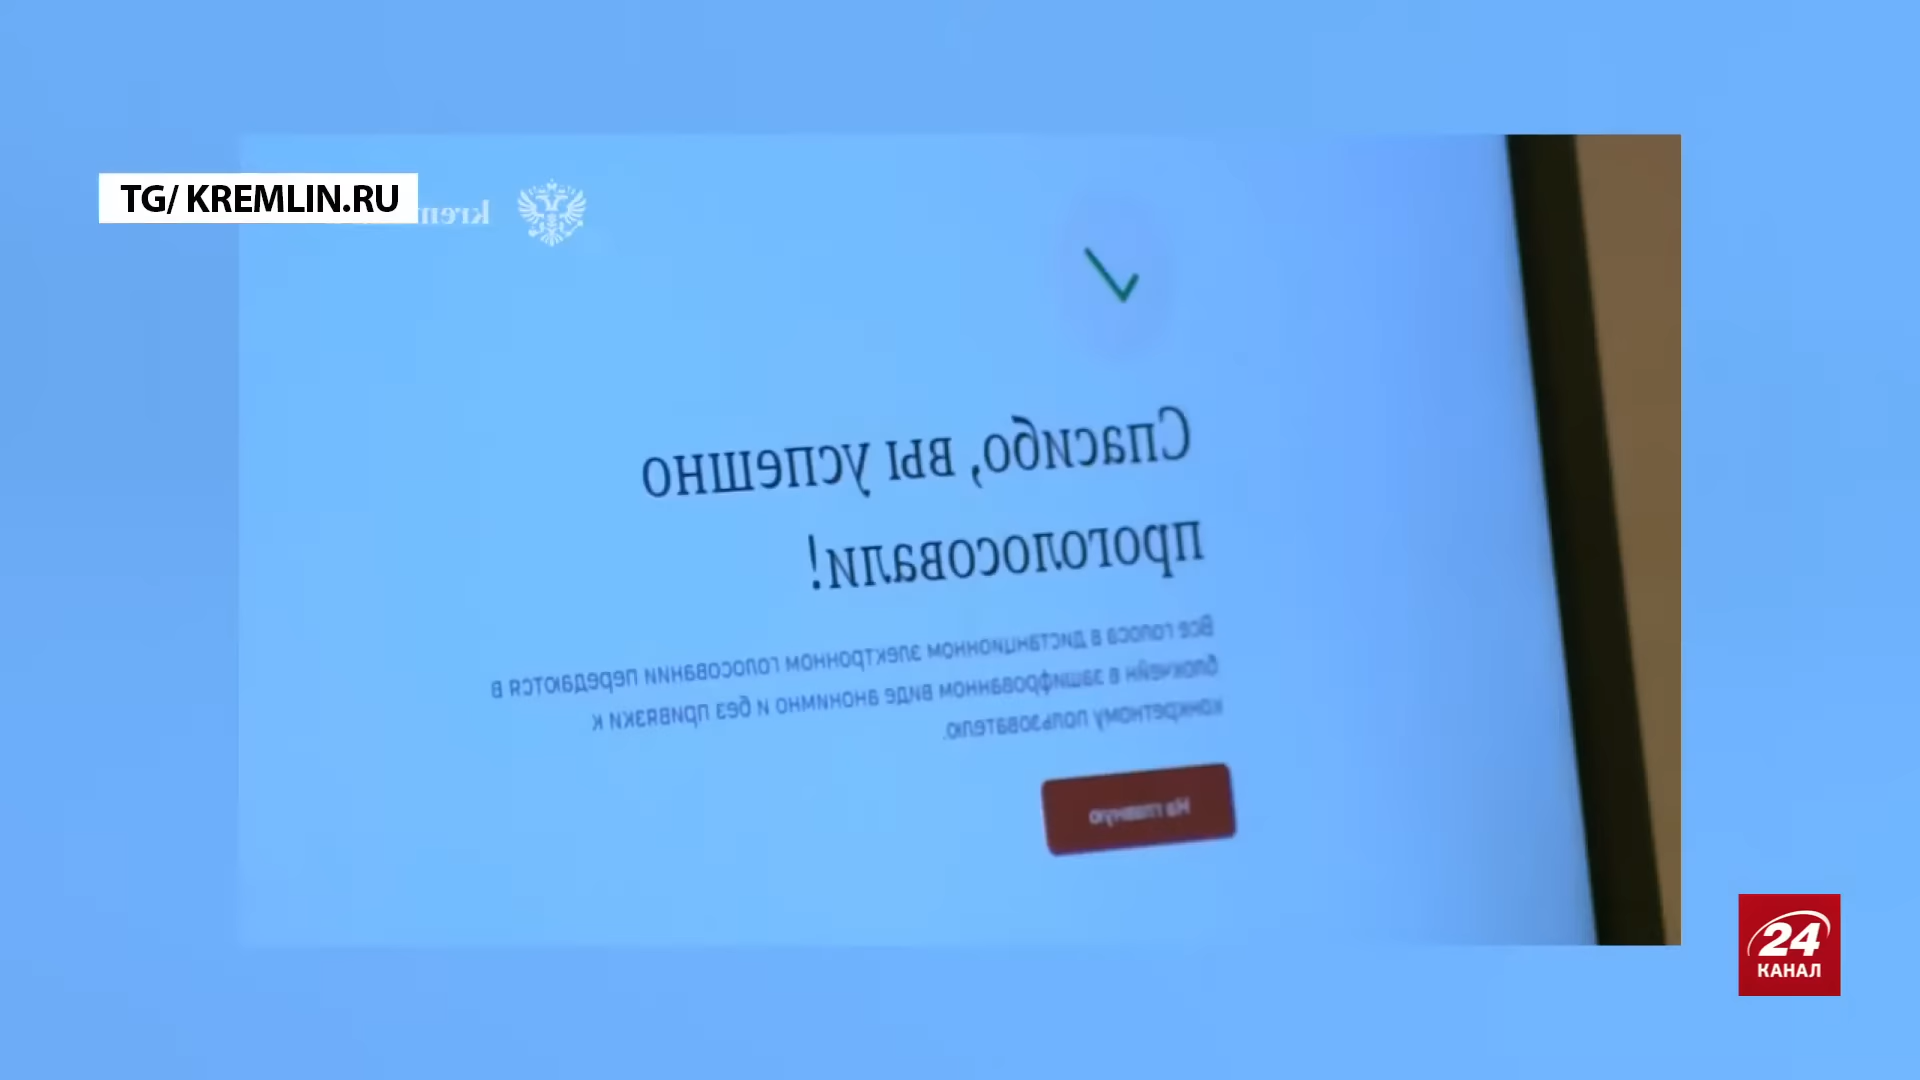 TG/ KREMLIN.RU
krem
Спасибо, вы успешно
проголосовали!
Все голоса в дистанционном электронном голосовании передаются в
блокчейн в зашифрованном виде анонимно и без привязки к
конкретному пользователю.
На главную
24
КАНАЛ